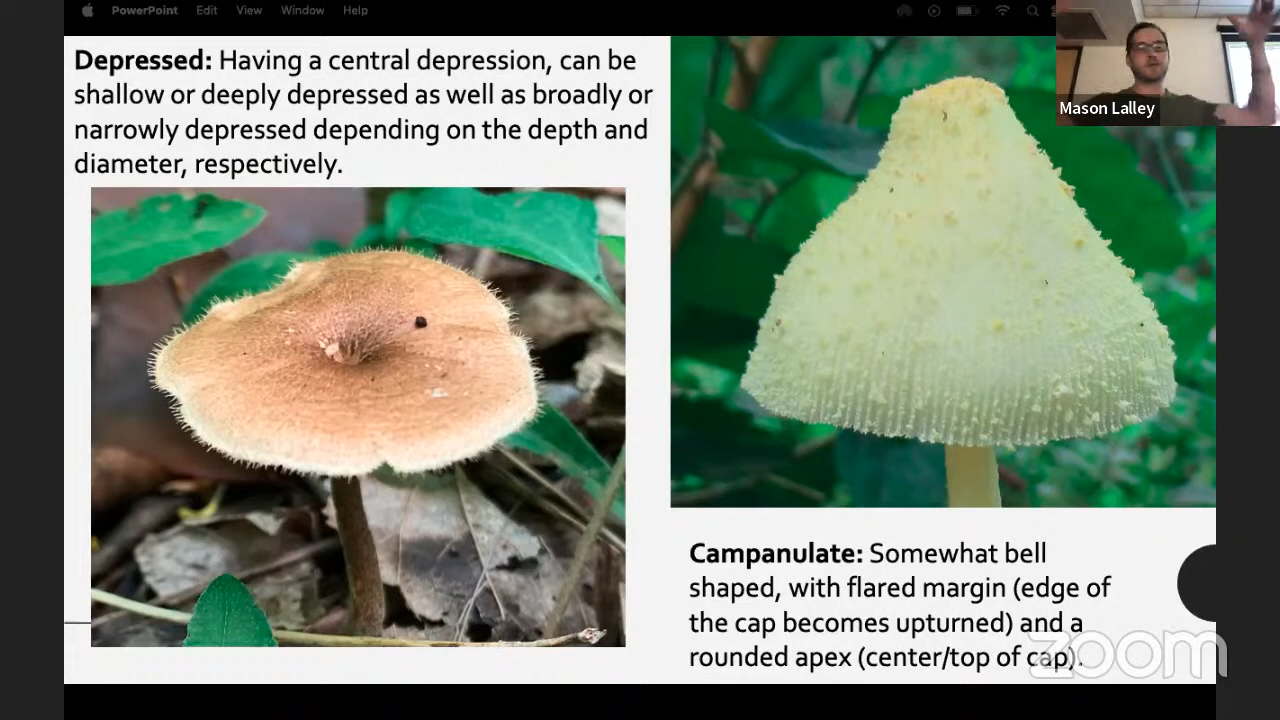 PowerPoint Edit View Window Help
Mason Lalley
Depressed: Having a central depression, can be
shallow or deeply depressed as well as broadly or
narrowly depressed depending on the depth and
diameter, respectively.
Campanulate: Somewhat bell
shaped, with flared margin (edge of
the cap becomes upturned) and a
rounded apex (center/top of cap).
zoom